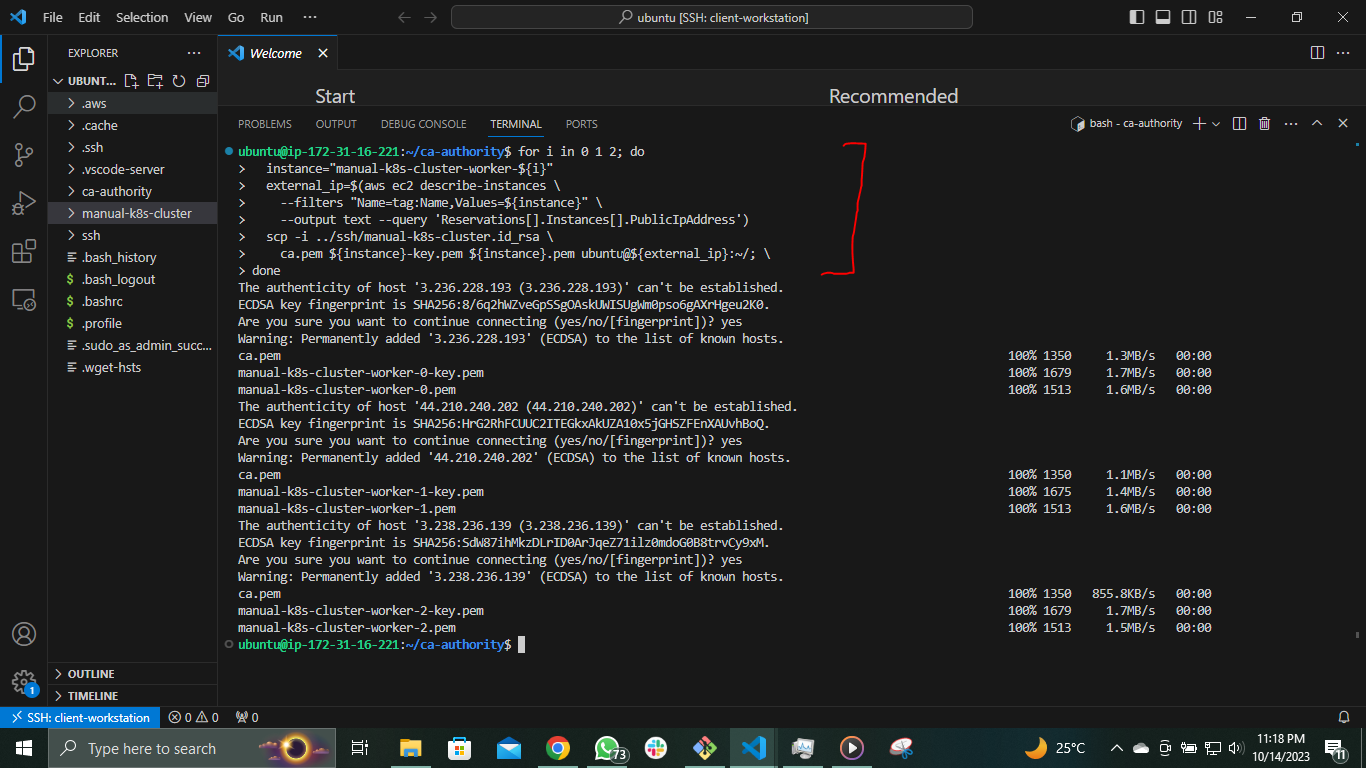 File Edit Selection View Go Run ···
ubuntu [SSH: client-workstation]
EXPLORER ···
Welcome
UBUNT...
.aws
.cache
.ssh
.vscode-server
ca-authority
manual-k8s-cluster
ssh
.bash_history
$ .bash_logout
$ .bashrc
$ .profile
.sudo_as_admin_succ...
.wget-hsts
OUTLINE
TIMELINE
Start Recommended
PROBLEMS OUTPUT DEBUG CONSOLE TERMINAL PORTS
bash - ca-authority
ubuntu@ip-172-31-16-221:~/ca-authority$ for i in 0 1 2; do
>   instance="manual-k8s-cluster-worker-${i}"
>   external_ip=$(aws ec2 describe-instances \
>     --filters "Name=tag:Name,Values=${instance}" \
>     --output text --query 'Reservations[].Instances[].PublicIpAddress')
>   scp -i ../ssh/manual-k8s-cluster.id_rsa \
>     ca.pem ${instance}-key.pem ${instance}.pem ubuntu@${external_ip}:~/; \
> done
The authenticity of host '3.236.228.193 (3.236.228.193)' can't be established.
ECDSA key fingerprint is SHA256:8/6q2hWZveGpSSgOAskUWISUgWm0pso6gAXrHgeu2K0.
Are you sure you want to continue connecting (yes/no/[fingerprint])? yes
Warning: Permanently added '3.236.228.193' (ECDSA) to the list of known hosts.
ca.pem 100% 1350 1.3MB/s 00:00
manual-k8s-cluster-worker-0-key.pem 100% 1679 1.7MB/s 00:00
manual-k8s-cluster-worker-0.pem 100% 1513 1.6MB/s 00:00
The authenticity of host '44.210.240.202 (44.210.240.202)' can't be established.
ECDSA key fingerprint is SHA256:HrG2RhFCUUC2ITEGkxAkUZA10x5jGHSZFEnXAUvhBoQ.
Are you sure you want to continue connecting (yes/no/[fingerprint])? yes
Warning: Permanently added '44.210.240.202' (ECDSA) to the list of known hosts.
ca.pem 100% 1350 1.1MB/s 00:00
manual-k8s-cluster-worker-1-key.pem 100% 1675 1.4MB/s 00:00
manual-k8s-cluster-worker-1.pem 100% 1513 1.6MB/s 00:00
The authenticity of host '3.238.236.139 (3.238.236.139)' can't be established.
ECDSA key fingerprint is SHA256:SdW87ihMkzDLrID0ArJqeZ71ilz0mdoG0B8trvCy9xM.
Are you sure you want to continue connecting (yes/no/[fingerprint])? yes
Warning: Permanently added '3.238.236.139' (ECDSA) to the list of known hosts.
ca.pem 100% 1350 855.8KB/s 00:00
manual-k8s-cluster-worker-2-key.pem 100% 1679 1.7MB/s 00:00
manual-k8s-cluster-worker-2.pem 100% 1513 1.5MB/s 00:00
ubuntu@ip-172-31-16-221:~/ca-authority$
1
SSH: client-workstation 0 0 0
Type here to search
73
25°C
11:18 PM
10/14/2023
11